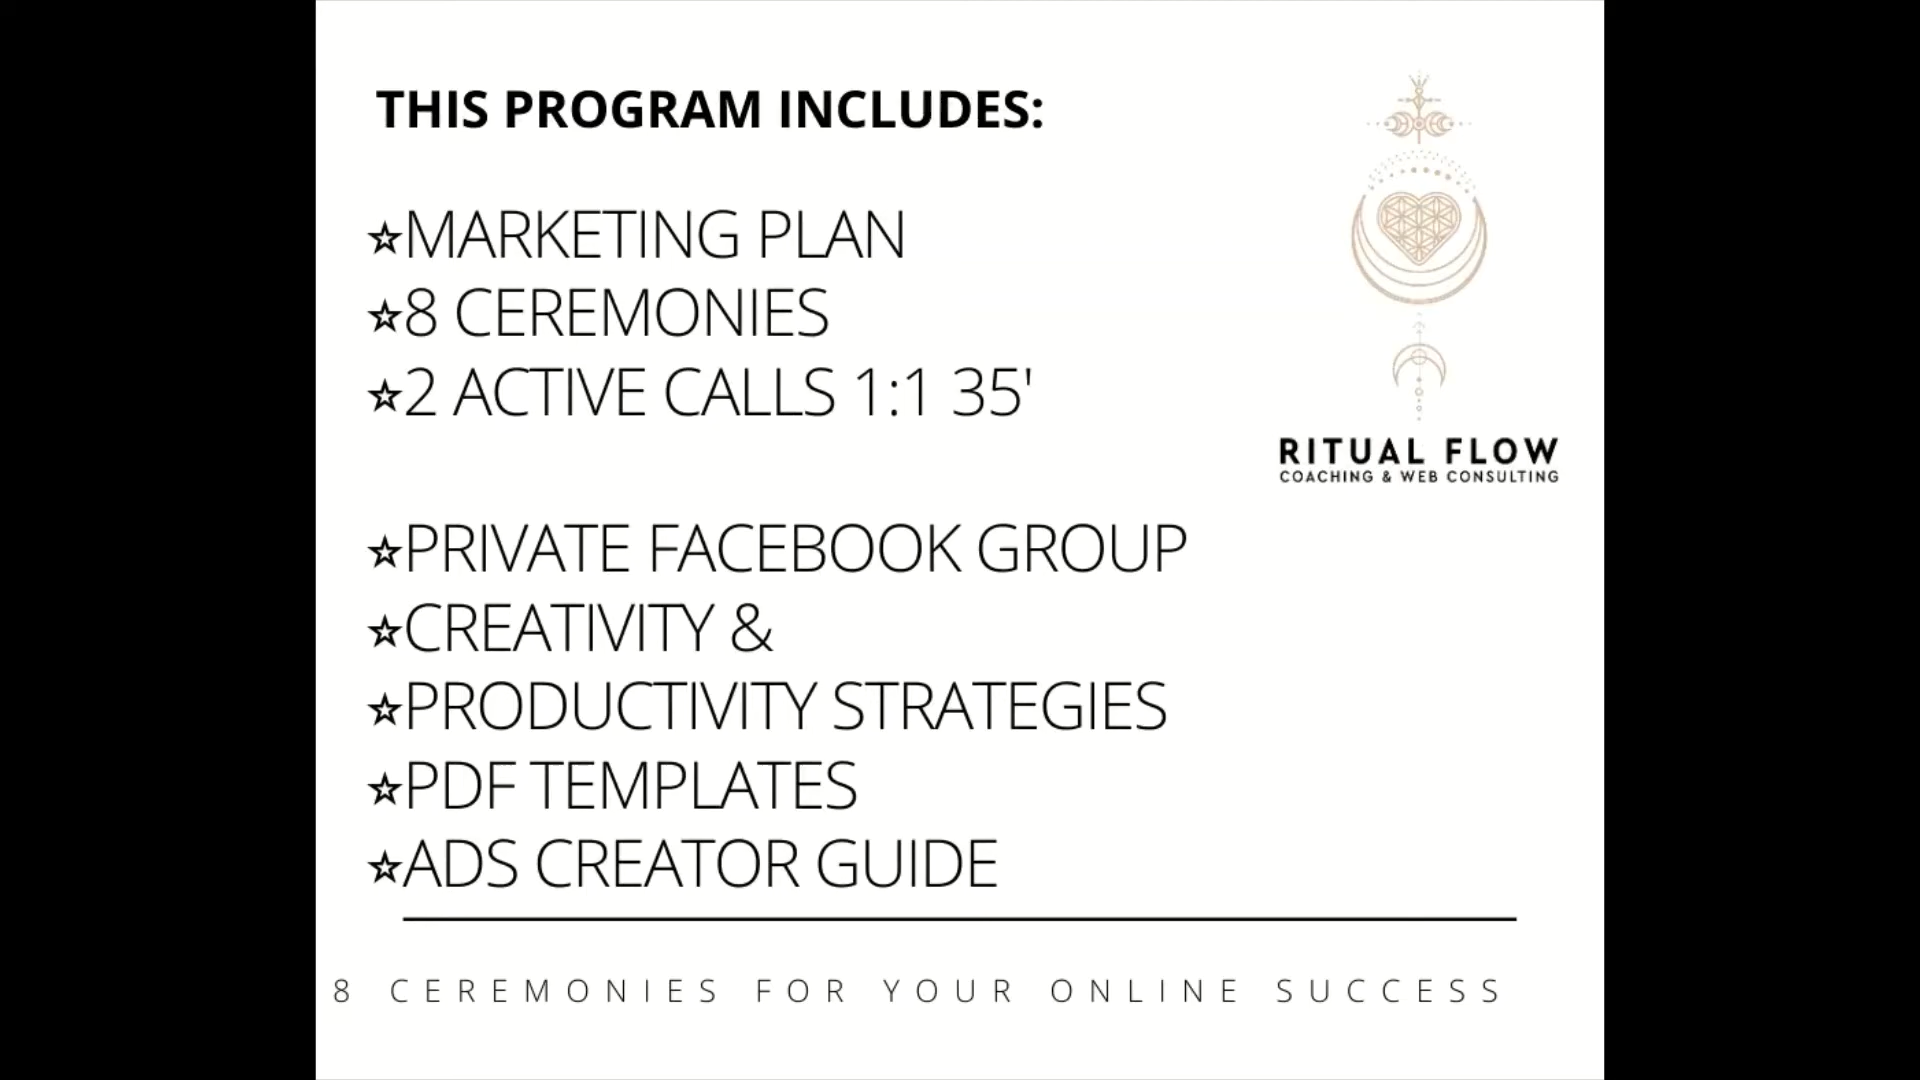 THIS PROGRAM INCLUDES:
☆MARKETING PLAN
☆8 CEREMONIES
☆2 ACTIVE CALLS 1:1 35'
RITUAL FLOW
COACHING & WEB CONSULTING
☆PRIVATE FACEBOOK GROUP
☆CREATIVITY &
☆PRODUCTIVITY STRATEGIES
☆PDF TEMPLATES
☆ADS CREATOR GUIDE
8 CEREMONIES FOR YOUR ONLINE SUCCESS